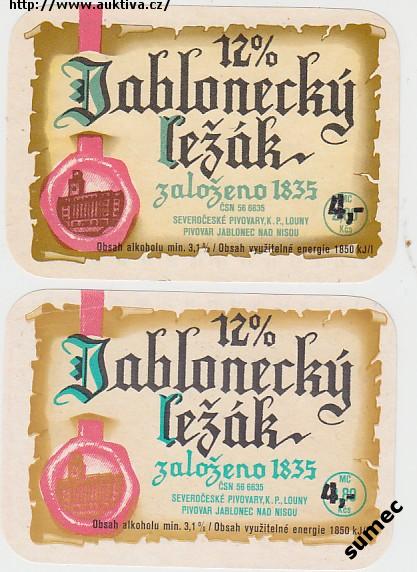 http://www.auktiva.cz/
12%
Jablonecký
ležák
založeno 1835
ČSN 56 6635
SEVEROČESKÉ PIVOVARY, K. P., LOUNY
PIVOVAR JABLONEC NAD NISOU
MC
4,-
Kčs
Obsah alkoholu min. 3,1 % / Obsah využitelné energie 1850 kJ/l
12%
Jablonecký
ležák
založeno 1835
ČSN 56 6635
SEVEROČESKÉ PIVOVARY, K. P., LOUNY
PIVOVAR JABLONEC NAD NISOU
MC
4,-
Kčs
Obsah alkoholu min. 3,1 % / Obsah využitelné energie 1850 kJ/l
sumec